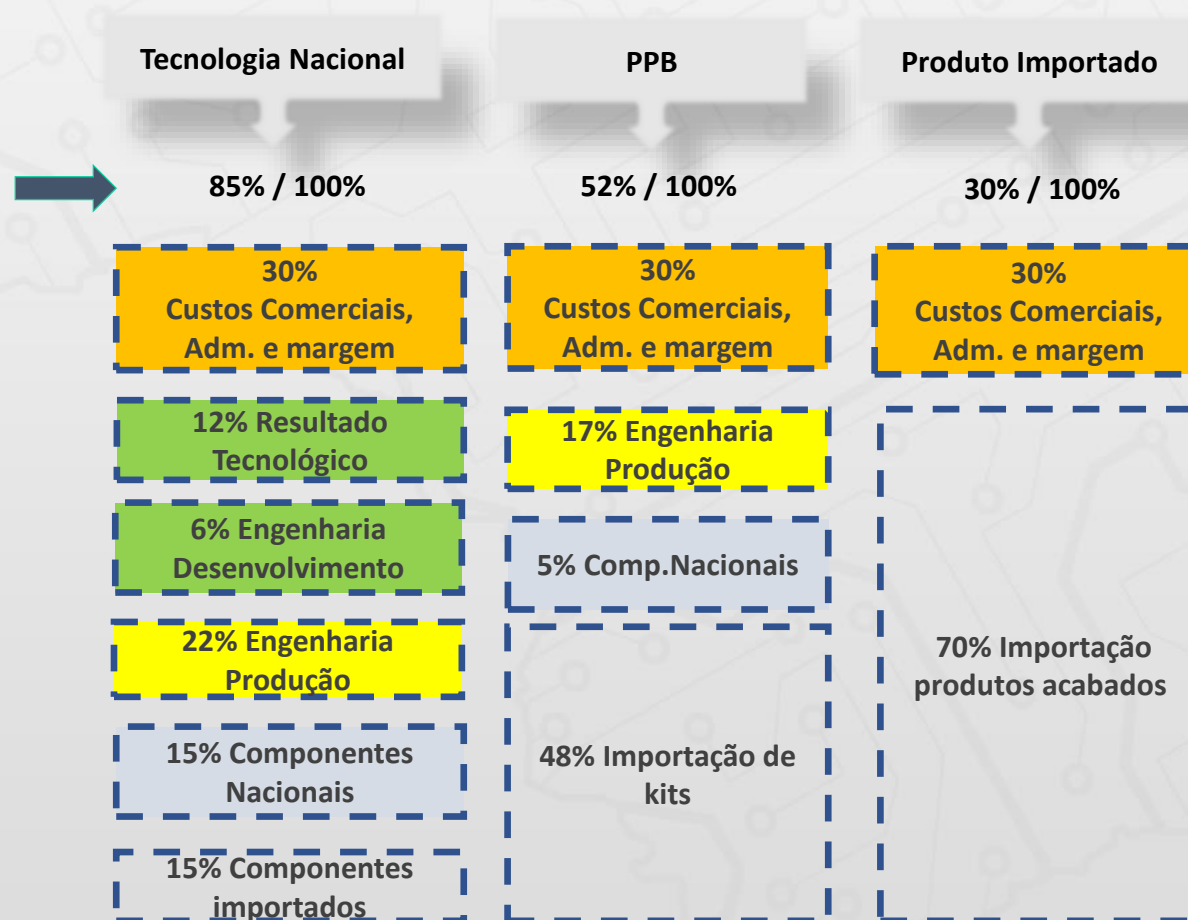 Tecnologia Nacional
85% / 100%
30%
Custos Comerciais,
Adm. e margem
12% Resultado
Tecnológico
6% Engenharia
Desenvolvimento
22% Engenharia
Produção
15% Componentes
Nacionais
15% Componentes
importados
PPB
52% / 100%
30%
Custos Comerciais,
Adm. e margem
17% Engenharia
Produção
5% Comp.Nacionais
48% Importação de
kits
Produto Importado
30% / 100%
30%
Custos Comerciais,
Adm. e margem
70% Importação
produtos acabados